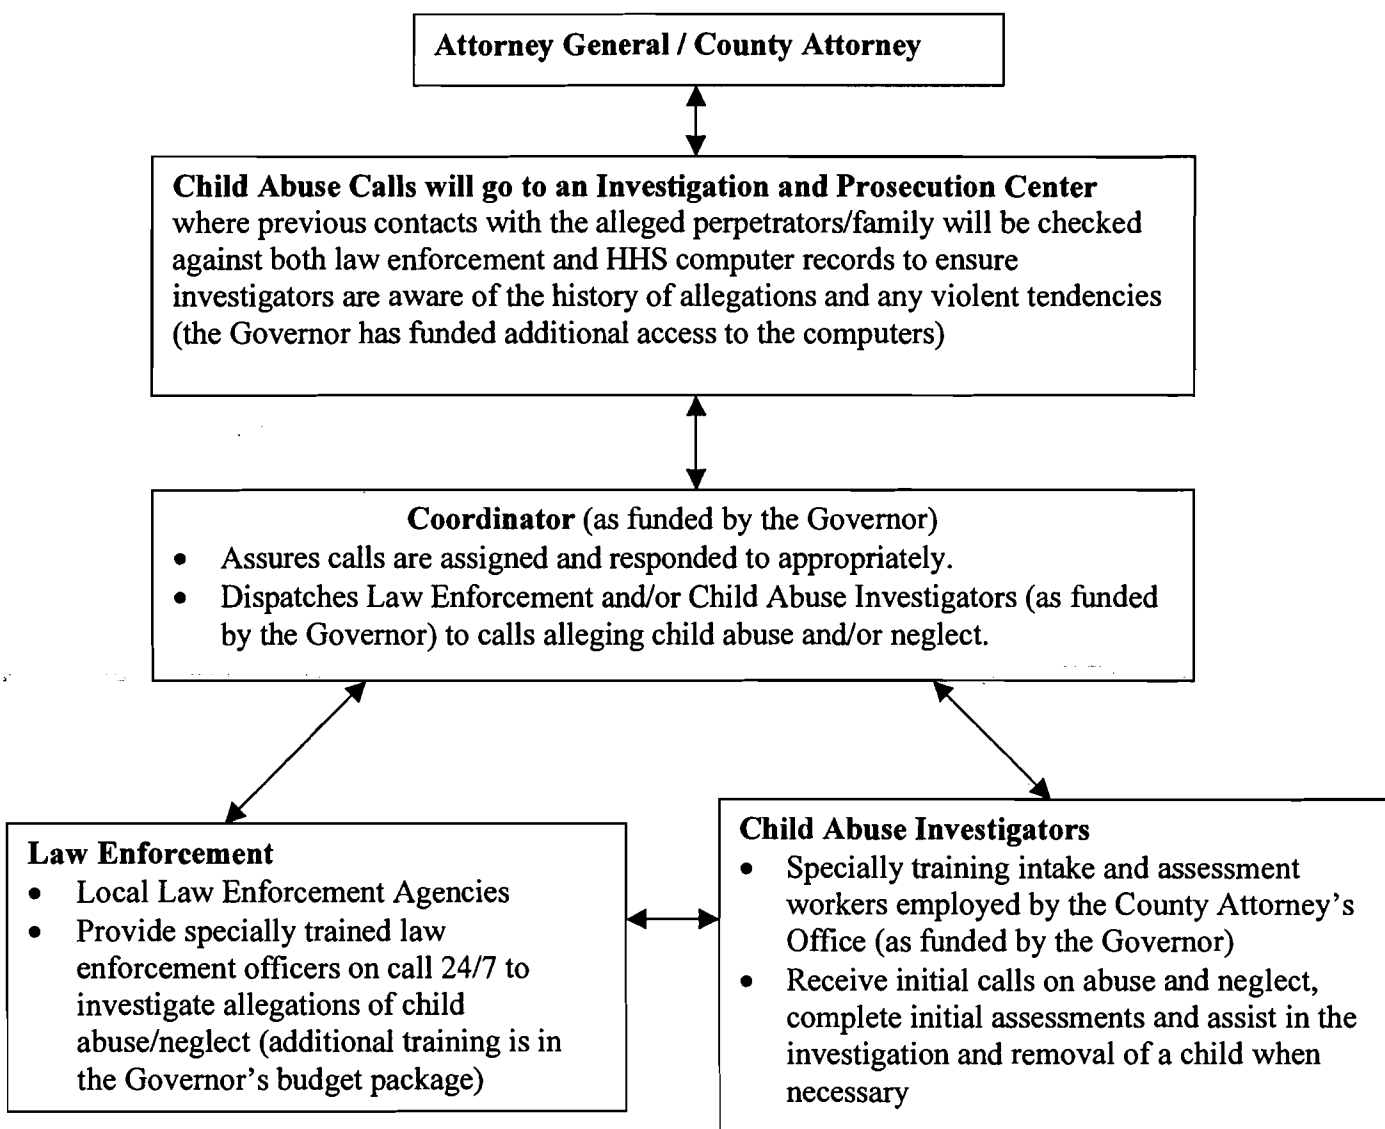 Attorney General / County Attorney
Child Abuse Calls will go to an Investigation and Prosecution Center
where previous contacts with the alleged perpetrators/family will be checked
against both law enforcement and HHS computer records to ensure
investigators are aware of the history of allegations and any violent tendencies
(the Governor has funded additional access to the computers)
Coordinator (as funded by the Governor)
• Assures calls are assigned and responded to appropriately.
• Dispatches Law Enforcement and/or Child Abuse Investigators (as funded
by the Governor) to calls alleging child abuse and/or neglect.
Law Enforcement
• Local Law Enforcement Agencies
• Provide specially trained law
enforcement officers on call 24/7 to
investigate allegations of child
abuse/neglect (additional training is in
the Governor's budget package)
Child Abuse Investigators
• Specially training intake and assessment
workers employed by the County Attorney's
Office (as funded by the Governor)
• Receive initial calls on abuse and neglect,
complete initial assessments and assist in the
investigation and removal of a child when
necessary